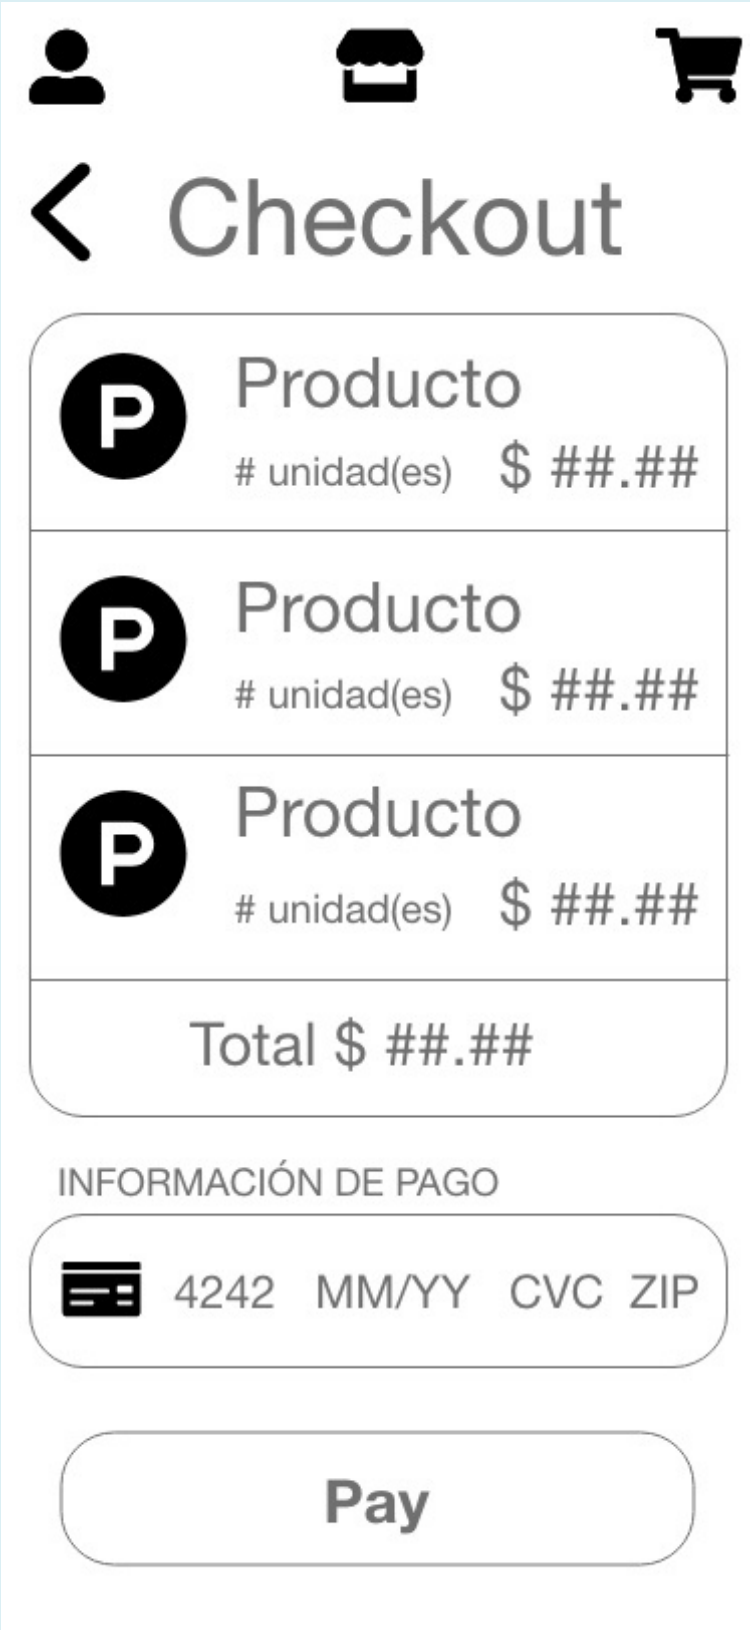 Checkout
P
Producto
# unidad(es) $ ##.##
P
Producto
# unidad(es) $ ##.##
P
Producto
# unidad(es) $ ##.##
Total $ ##.##
INFORMACIÓN DE PAGO
4242 MM/YY CVC ZIP
Pay